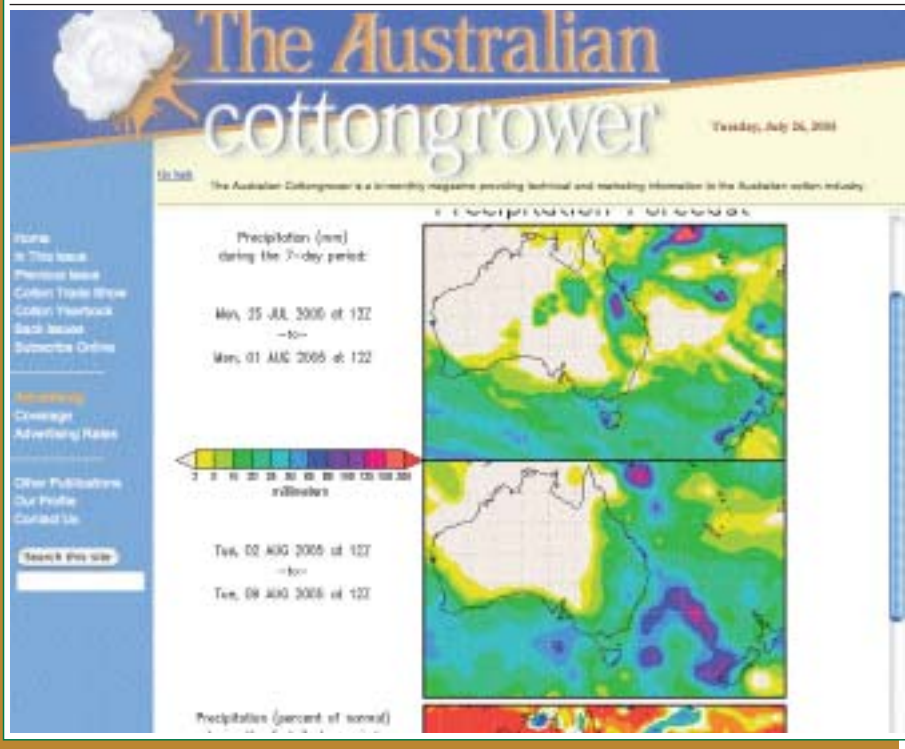 The Australian
cottongrower
Tuesday, July 26, 2005
Go back
The Australian Cottongrower is a bi-monthly magazine providing technical and marketing information to the Australian cotton industry.
Home
In This Issue
Previous Issue
Cotton Trade Show
Cotton Yearbook
Back Issues
Subscribe Online
Advertising
Coverage
Advertising Rates
Other Publications
Our Profile
Contact Us
Search this site
Precipitation Forecast
Precipitation (mm)
during the 7-day period:
Mon, 25 JUL 2005 at 12Z
-to-
Mon, 01 AUG 2005 at 12Z
millimeters
Tue, 02 AUG 2005 at 12Z
-to-
Tue, 09 AUG 2005 at 12Z
Precipitation (percent of normal)